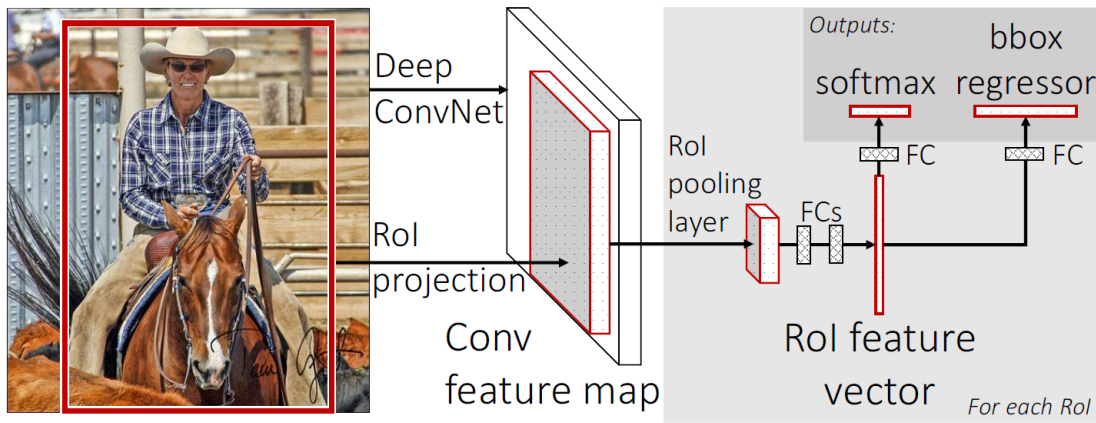 Deep
ConvNet
RoI
projection
Conv
feature map
RoI
pooling
layer
FCs
RoI feature
vector
For each RoI
Outputs:
softmax
bbox
regressor
FC
FC